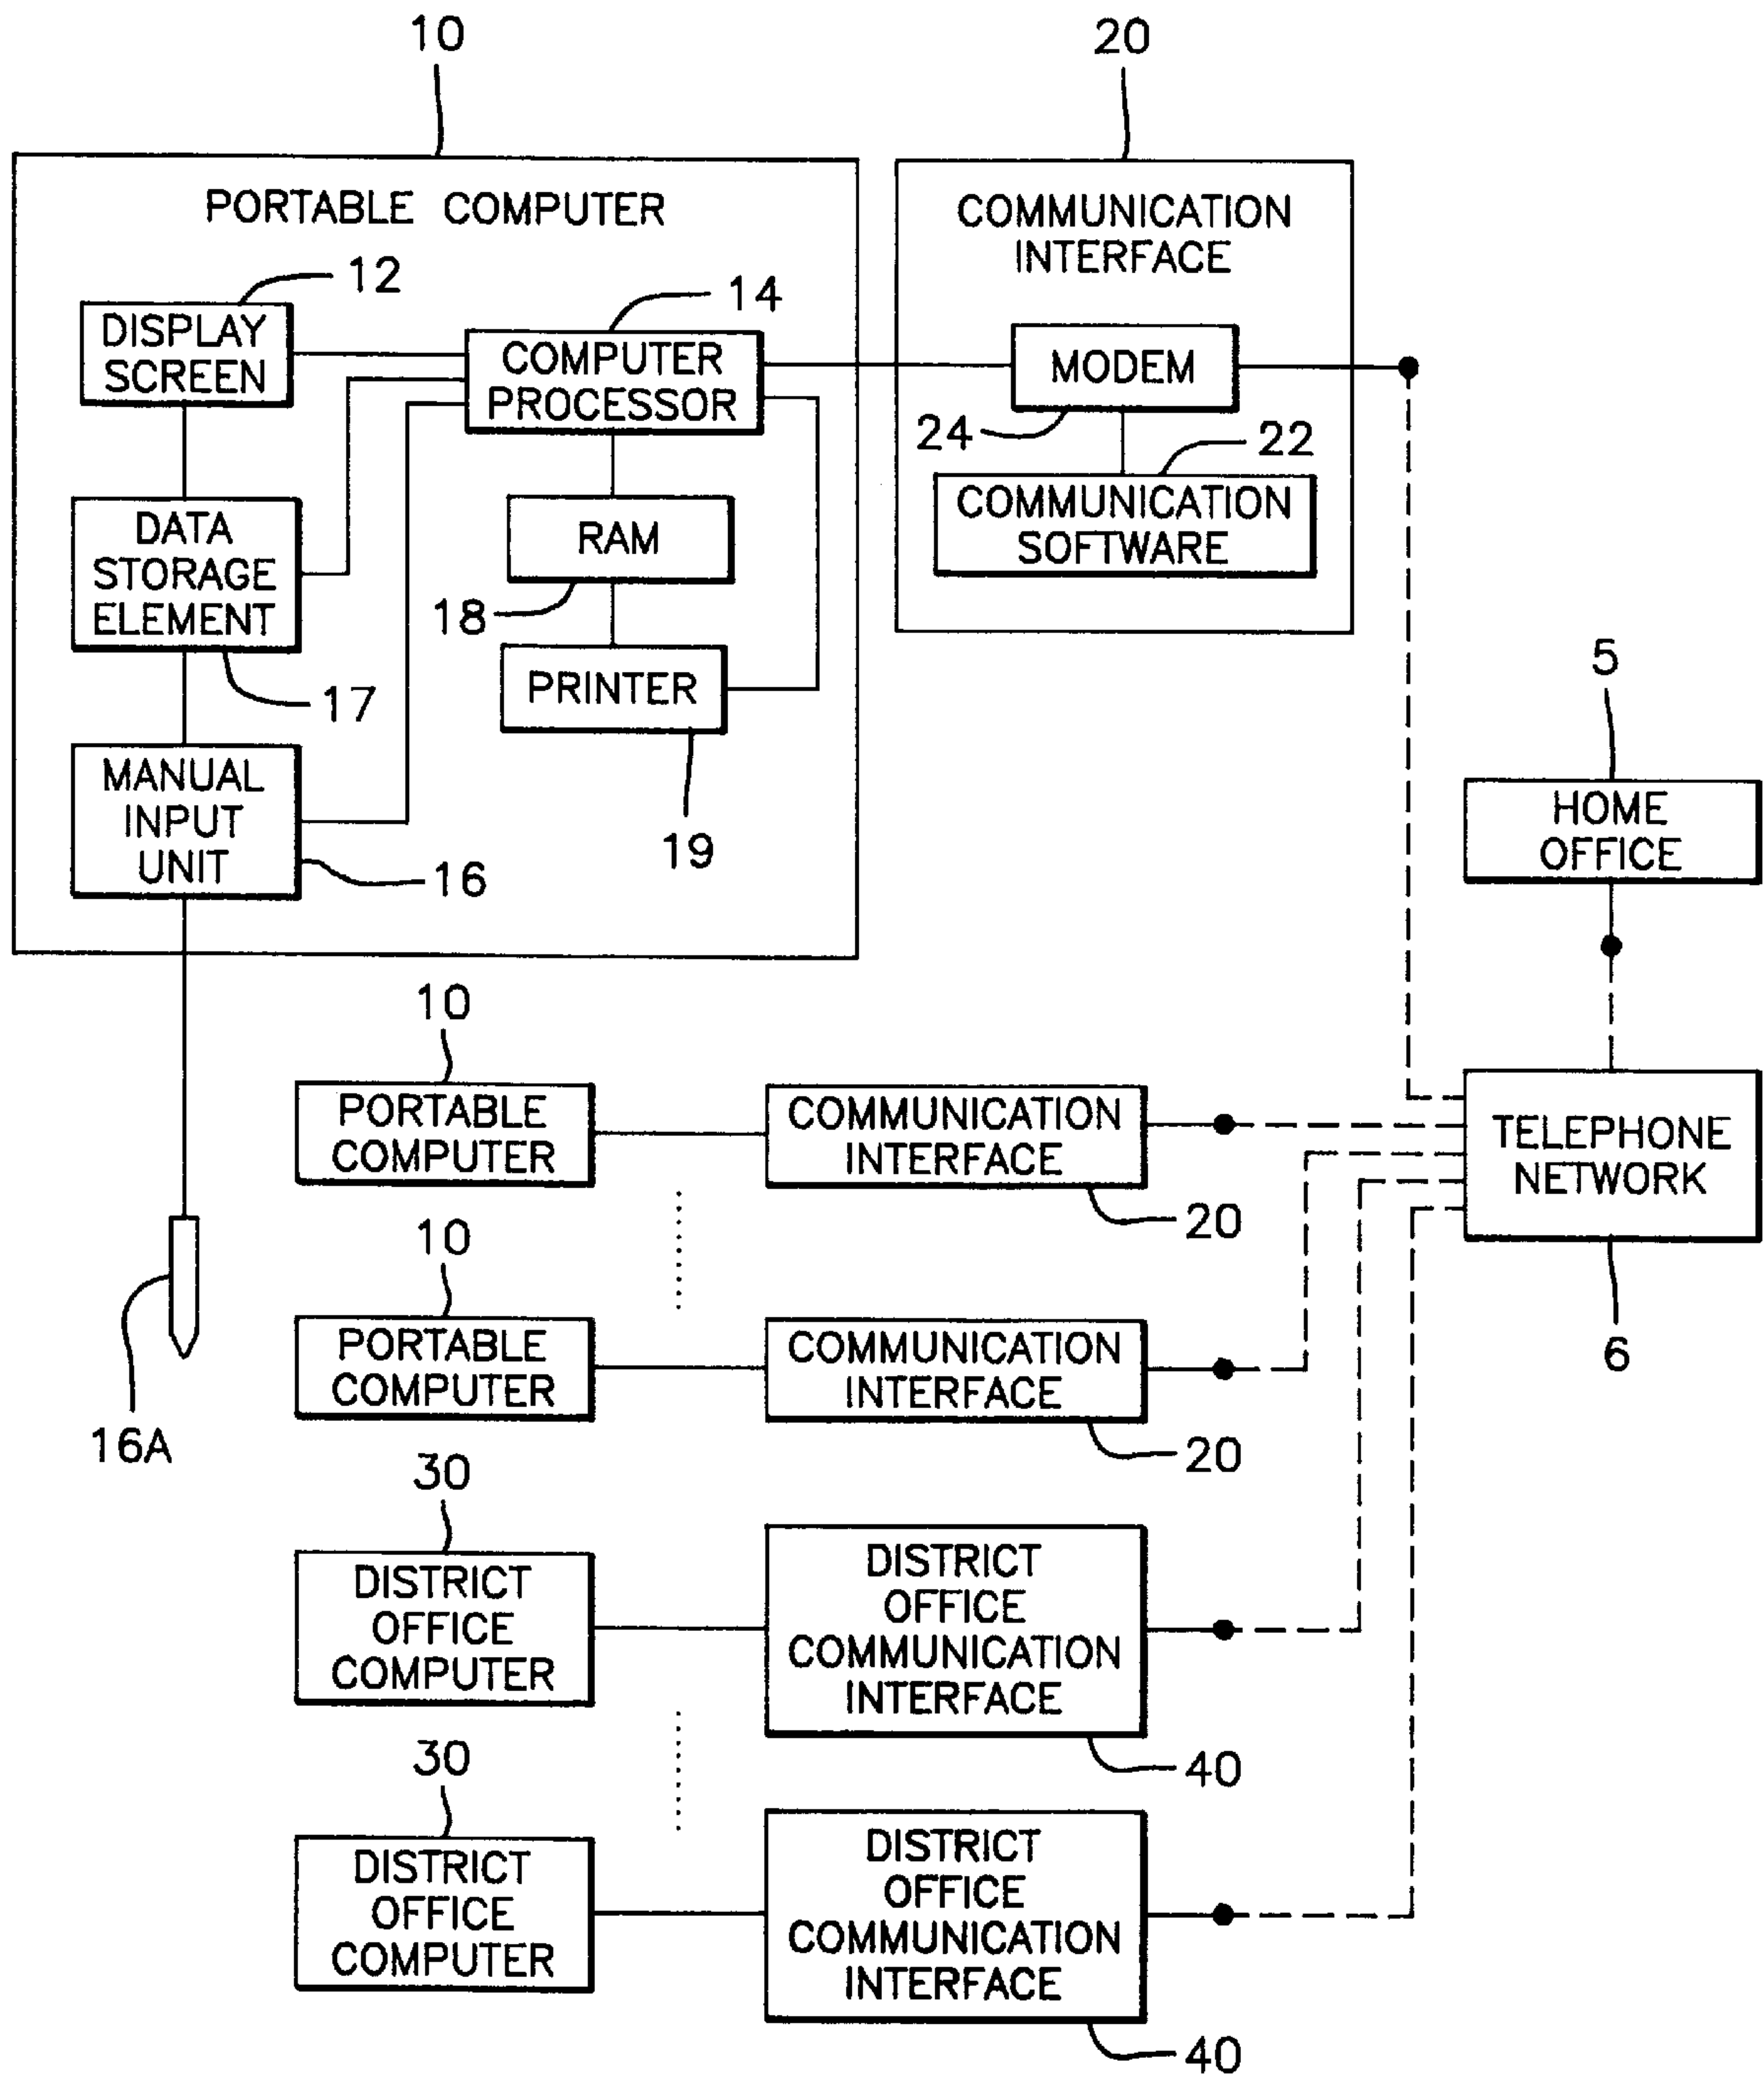 10
20
PORTABLE COMPUTER
COMMUNICATION
INTERFACE
12
14
DISPLAY
SCREEN
COMPUTER
PROCESSOR
MODEM
24
22
COMMUNICATION
SOFTWARE
DATA
STORAGE
ELEMENT
RAM
18
17
PRINTER
19
MANUAL
INPUT
UNIT
16
5
HOME
OFFICE
10
PORTABLE
COMPUTER
COMMUNICATION
INTERFACE
20
TELEPHONE
NETWORK
6
10
PORTABLE
COMPUTER
COMMUNICATION
INTERFACE
20
16A
30
DISTRICT
OFFICE
COMPUTER
DISTRICT
OFFICE
COMMUNICATION
INTERFACE
40
30
DISTRICT
OFFICE
COMPUTER
DISTRICT
OFFICE
COMMUNICATION
INTERFACE
40